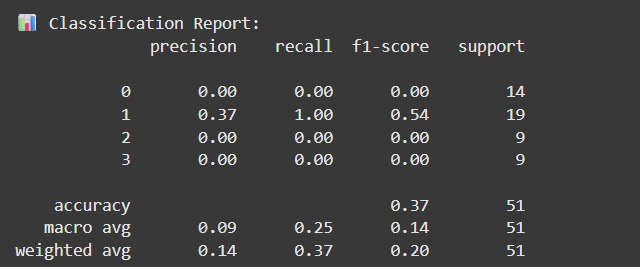 📊 Classification Report:
precision recall f1-score support
0 0.00 0.00 0.00 14
1 0.37 1.00 0.54 19
2 0.00 0.00 0.00 9
3 0.00 0.00 0.00 9
accuracy 0.37 51
macro avg 0.09 0.25 0.14 51
weighted avg 0.14 0.37 0.20 51